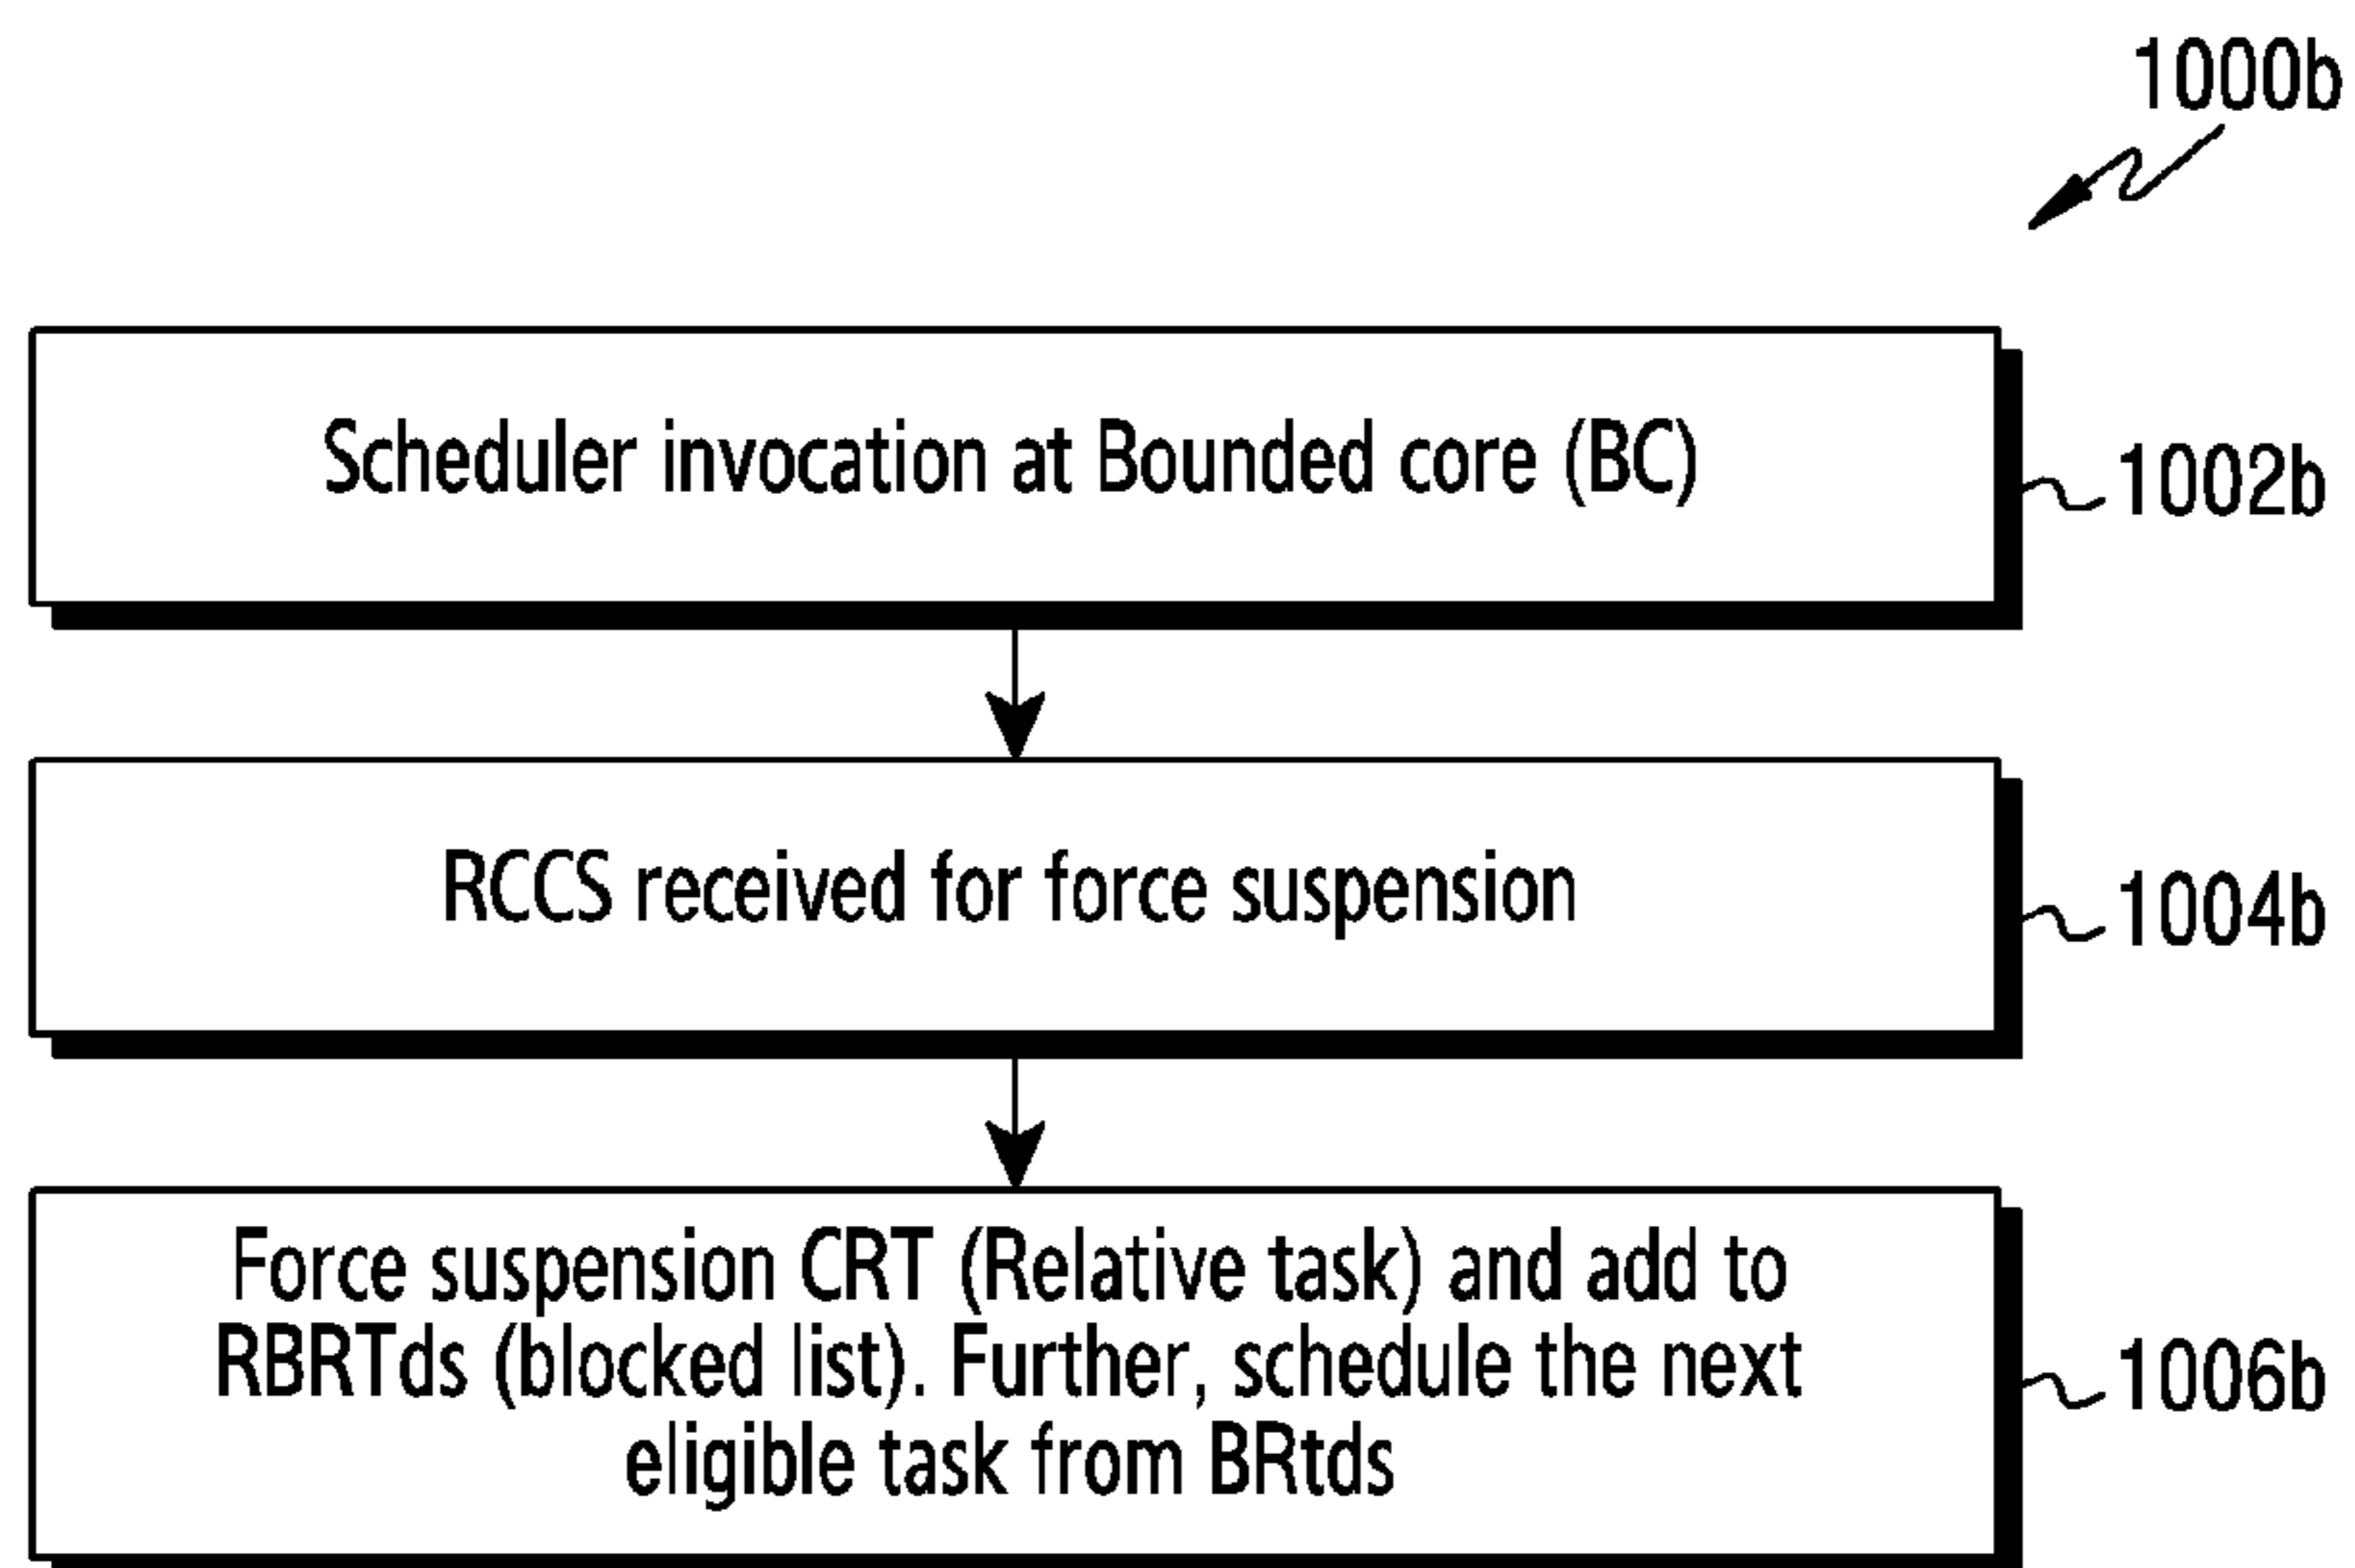 1000b
Scheduler invocation at Bounded core (BC)
1002b
RCCS received for force suspension
1004b
Force suspension CRT (Relative task) and add to
RBRTds (blocked list). Further, schedule the next
eligible task from BRtds
1006b